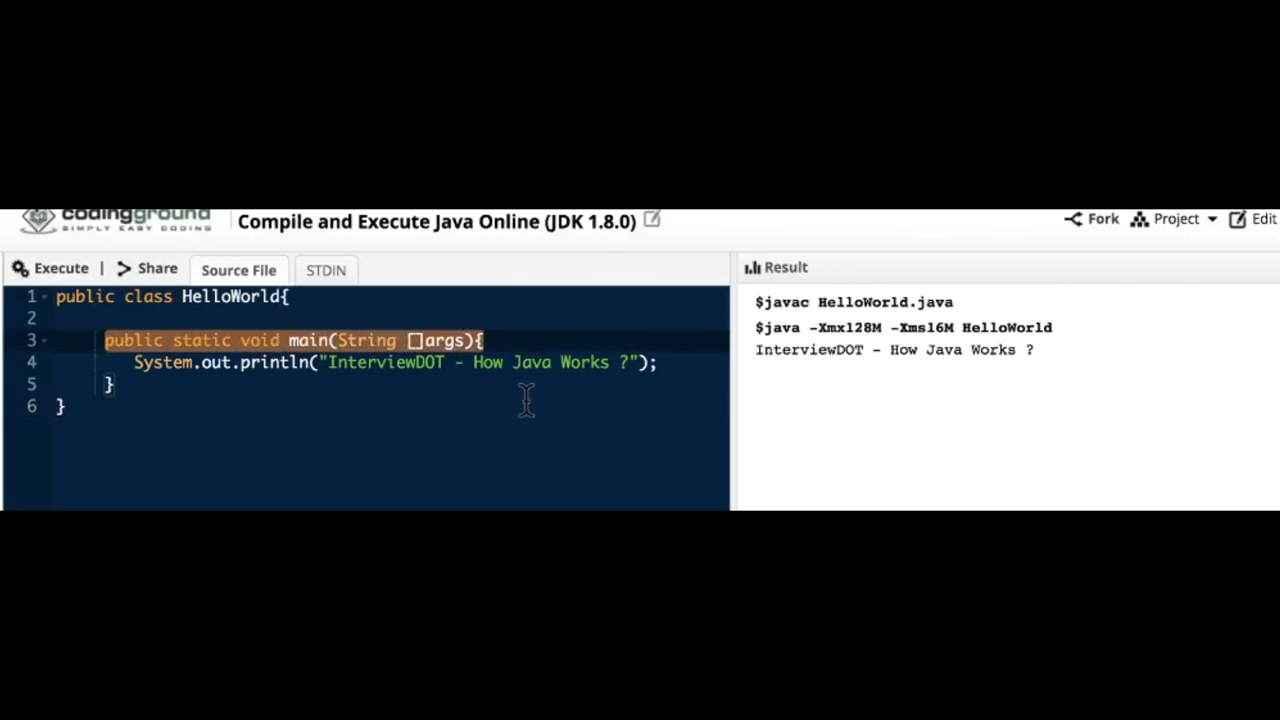 codingground
SIMPLY EASY CODING
Compile and Execute Java Online (JDK 1.8.0)
Fork
Project
Edit
Execute | Share
Source File
STDIN
1 public class HelloWorld{
2
3 public static void main(String []args){
4 System.out.println("InterviewDOT - How Java Works ?");
5 }
6 }
Result
$javac HelloWorld.java
$java -Xmx128M -Xms16M HelloWorld
InterviewDOT - How Java Works ?